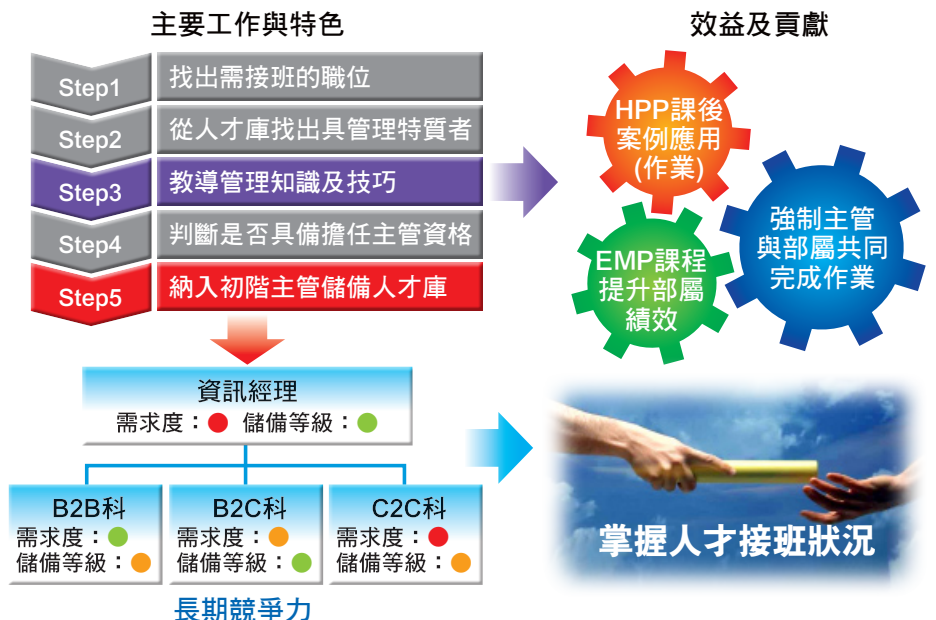 主要工作與特色
Step1
找出需接班的職位
Step2
從人才庫找出具管理特質者
Step3
教導管理知識及技巧
Step4
判斷是否具備擔任主管資格
Step5
納入初階主管儲備人才庫
資訊經理
需求度：
儲備等級：
B2B科
需求度：
儲備等級：
B2C科
需求度：
儲備等級：
C2C科
需求度：
儲備等級：
長期競爭力
效益及貢獻
HPP課後
案例應用
(作業)
EMP課程
提升部屬
績效
強制主管
與部屬共同
完成作業
掌握人才接班狀況